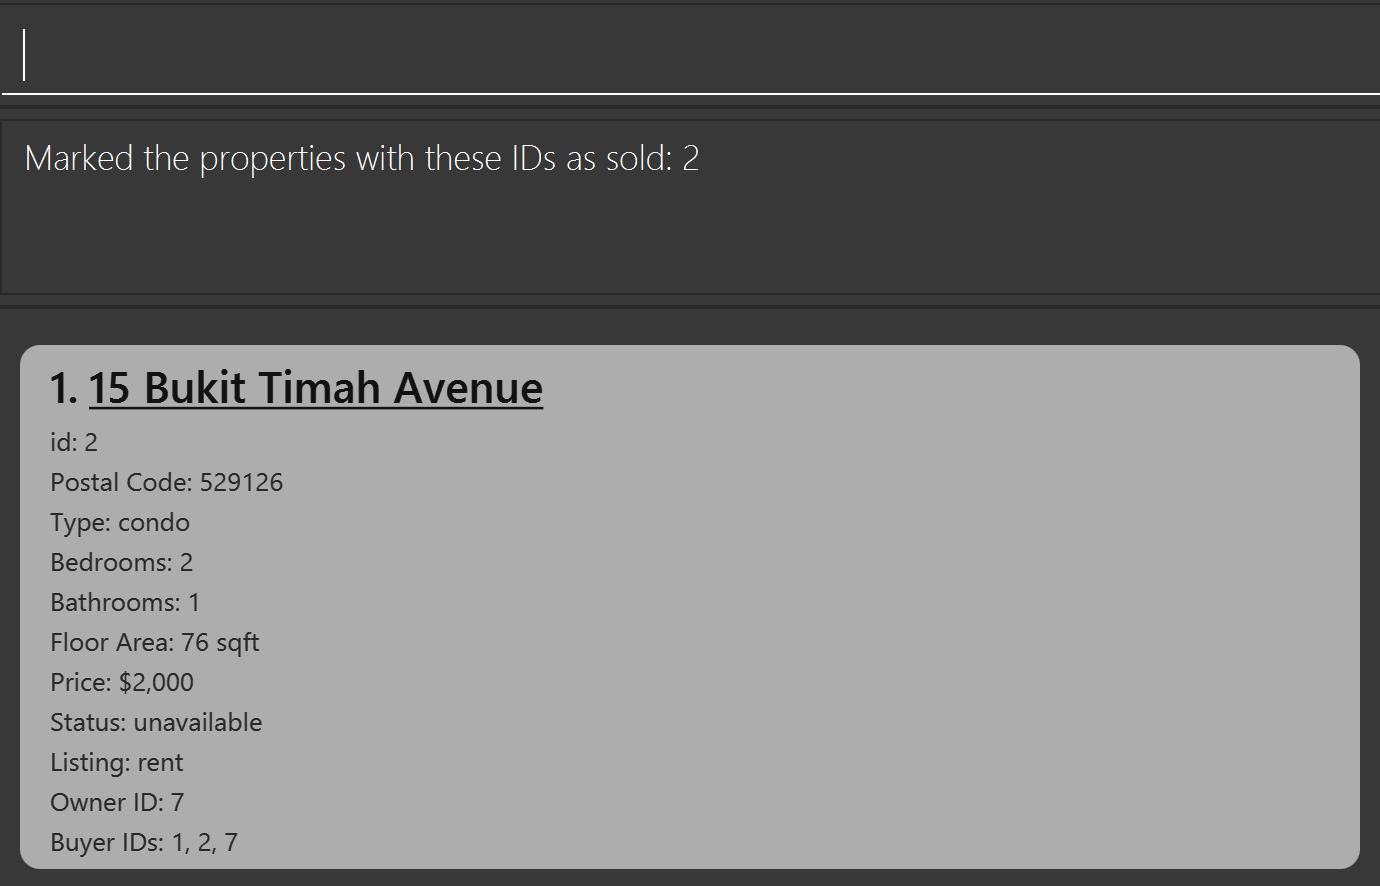 Marked the properties with these IDs as sold: 2
1. 15 Bukit Timah Avenue
id: 2
Postal Code: 529126
Type: condo
Bedrooms: 2
Bathrooms: 1
Floor Area: 76 sqft
Price: $2,000
Status: unavailable
Listing: rent
Owner ID: 7
Buyer IDs: 1, 2, 7